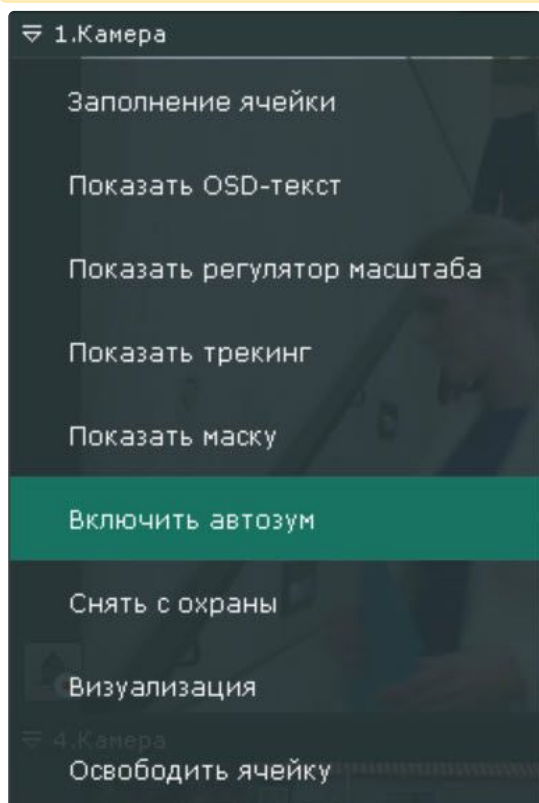 1.Камера
Заполнение ячейки
Показать OSD-текст
Показать регулятор масштаба
Показать трекинг
Показать маску
Включить автозум
Снять с охраны
Визуализация
4.Камера
Освободить ячейку